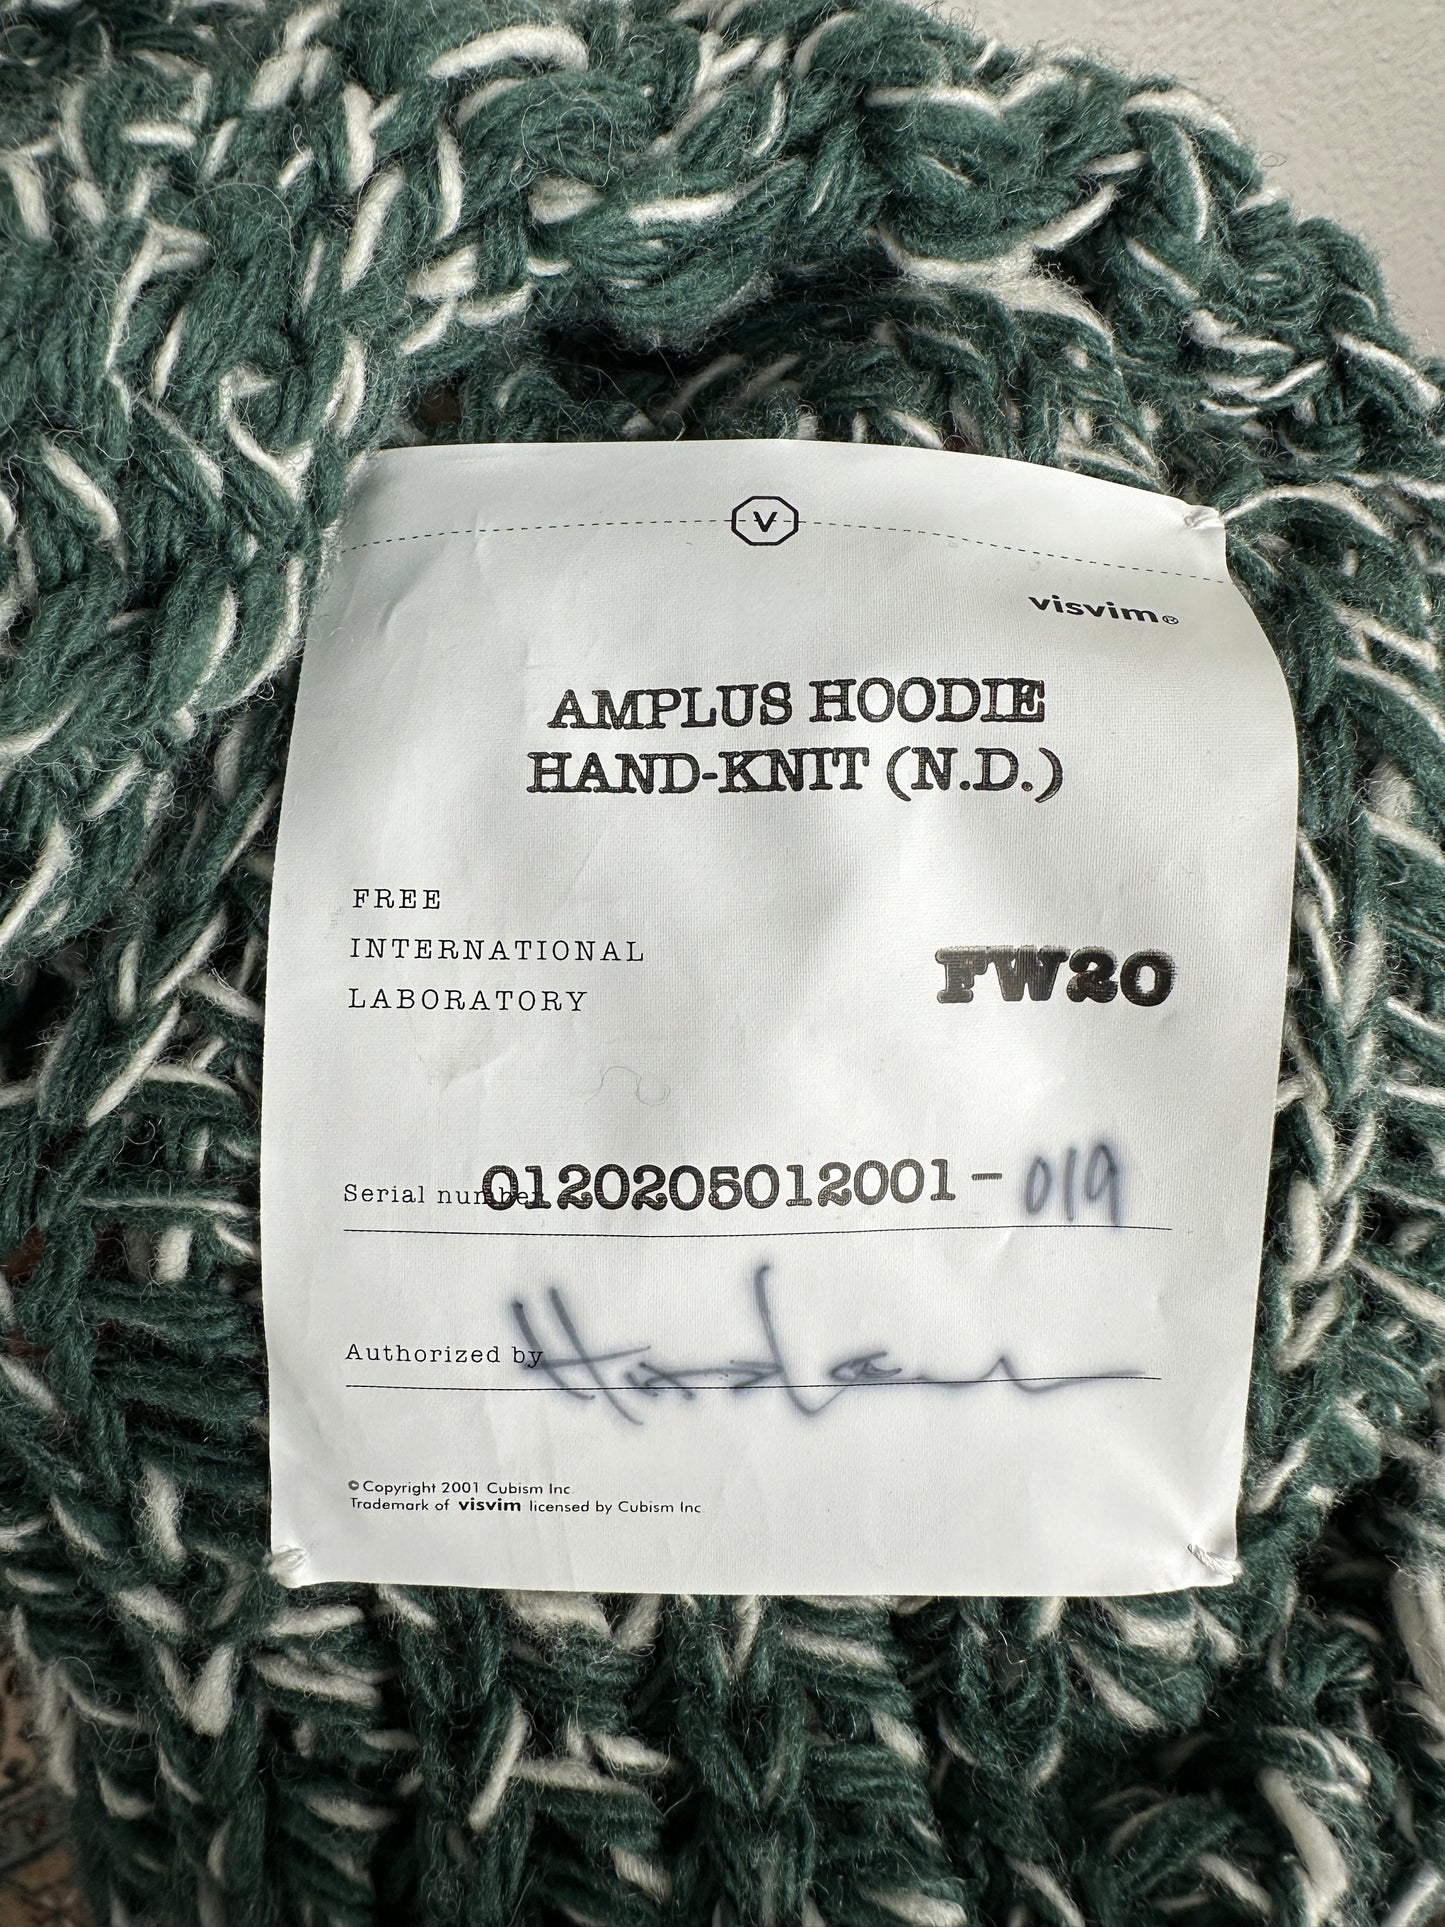 V
visvim®
AMPLUS HOODIE
HAND-KNIT (N.D.)
FREE
INTERNATIONAL
LABORATORY
FW20
Serial number 0120205012001-019
Authorized by
© Copyright 2001 Cubism Inc.
Trademark of visvim licensed by Cubism Inc